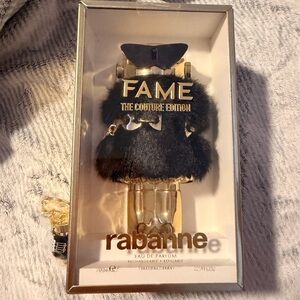 FAME
THE COUTURE EDITION
rabanne
EAU DE PARFUM